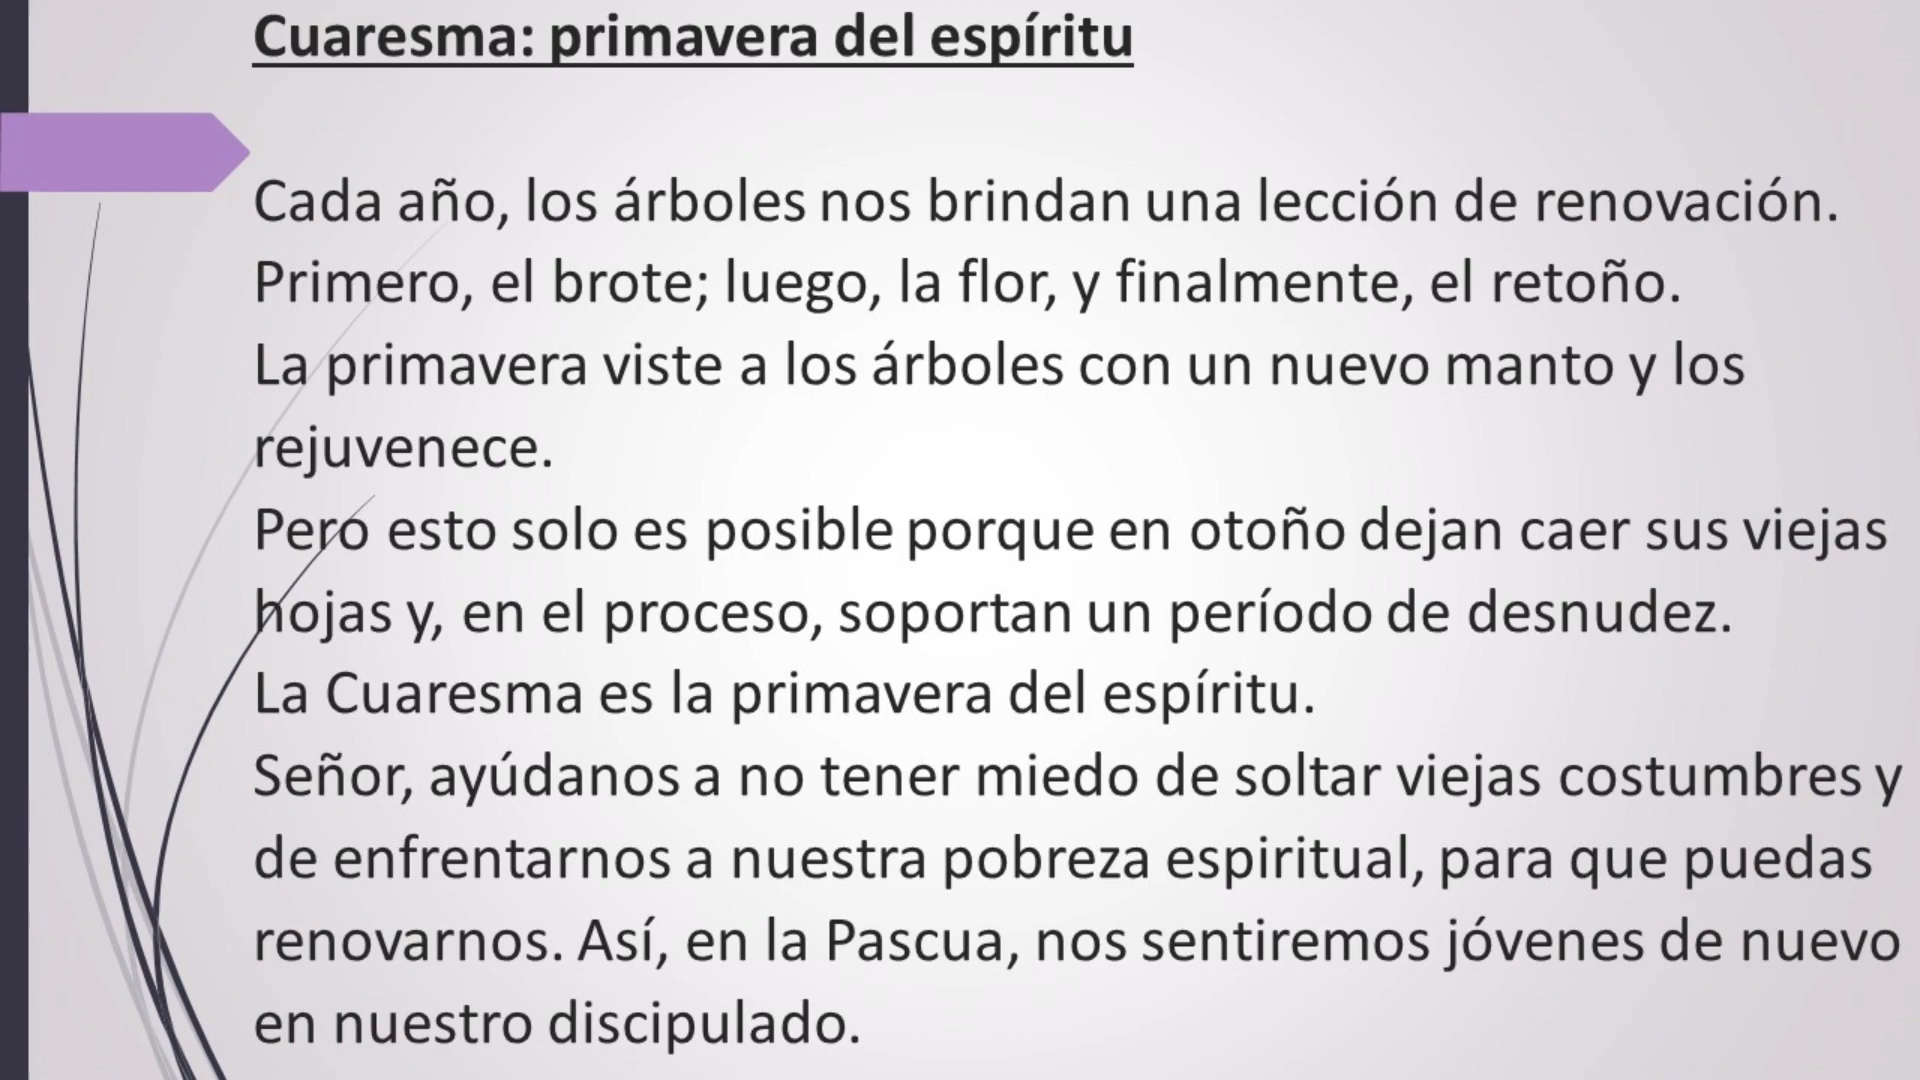 Cuaresma: primavera del espíritu
Cada año, los árboles nos brindan una lección de renovación.
Primero, el brote; luego, la flor, y finalmente, el retoño.
La primavera viste a los árboles con un nuevo manto y los
rejuvenece.
Pero esto solo es posible porque en otoño dejan caer sus viejas
hojas y, en el proceso, soportan un período de desnudez.
La Cuaresma es la primavera del espíritu.
Señor, ayúdanos a no tener miedo de soltar viejas costumbres y
de enfrentarnos a nuestra pobreza espiritual, para que puedas
renovarnos. Así, en la Pascua, nos sentiremos jóvenes de nuevo
en nuestro discipulado.